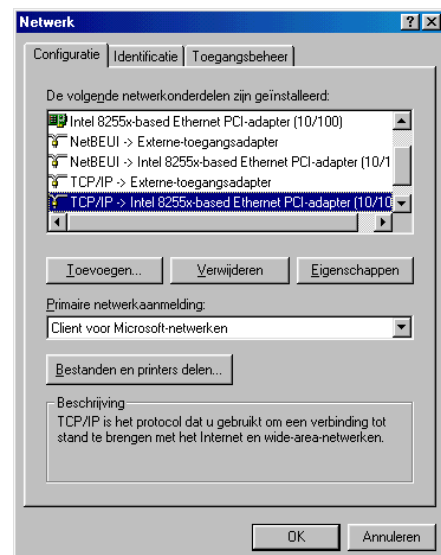 Netwerk
Configuratie Identificatie Toegangsbeheer
De volgende netwerkonderdelen zijn geïnstalleerd:
Intel 8255x-based Ethernet PCI-adapter (10/100)
NetBEUI -> Externe-toegangsadapter
NetBEUI -> Intel 8255x-based Ethernet PCI-adapter (10/1
TCP/IP -> Externe-toegangsadapter
TCP/IP -> Intel 8255x-based Ethernet PCI-adapter (10/10
Toevoegen... Verwijderen Eigenschappen
Primaire netwerkaanmelding:
Client voor Microsoft-netwerken
Bestanden en printers delen...
Beschrijving
TCP/IP is het protocol dat u gebruikt om een verbinding tot
stand te brengen met het Internet en wide-area-netwerken.
OK Annuleren